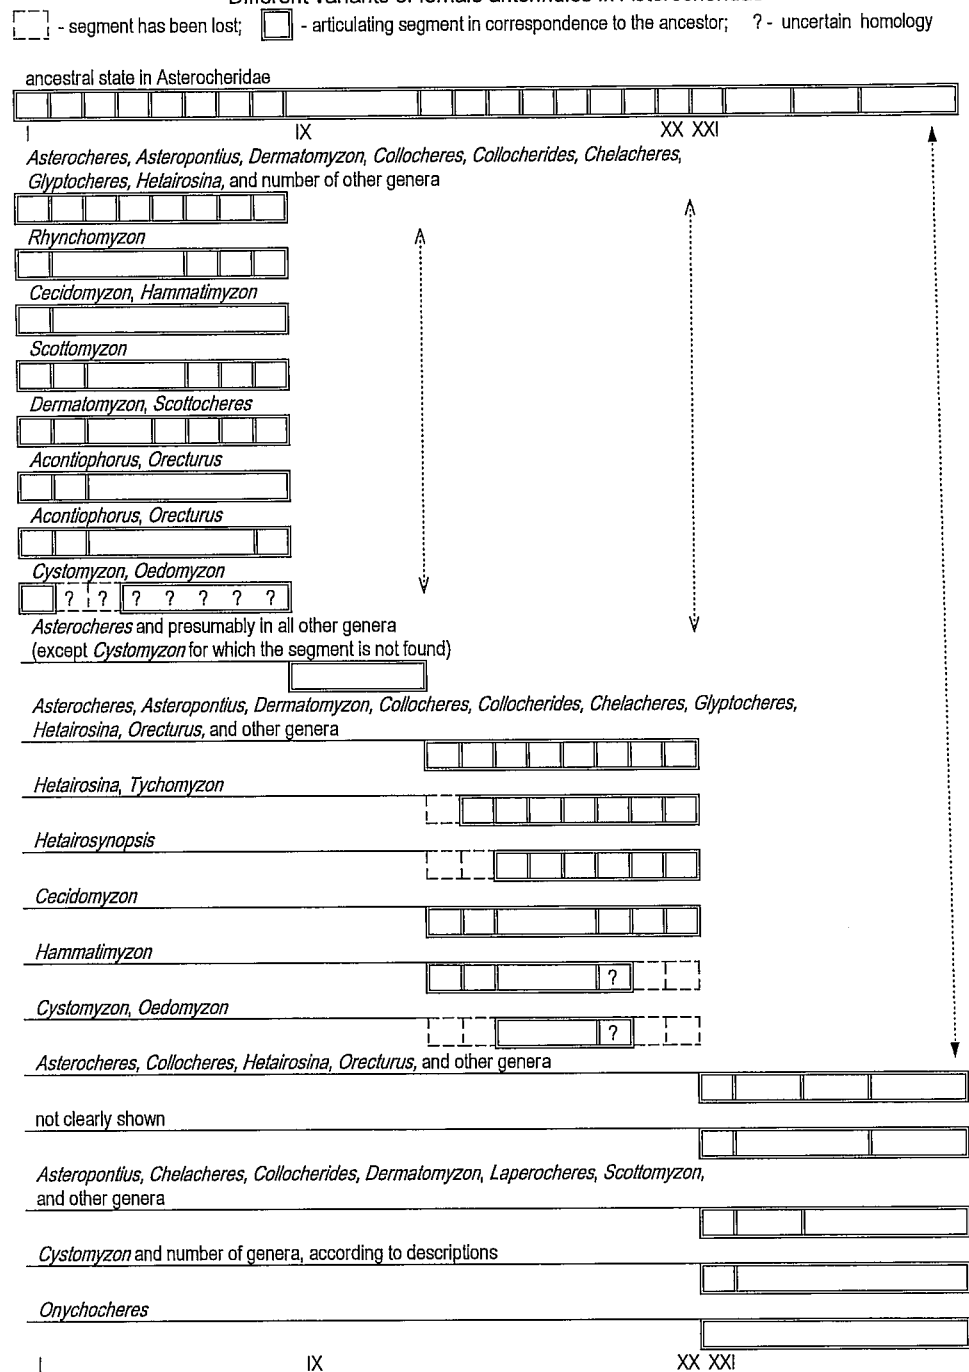 - segment has been lost; - articulating segment in correspondence to the ancestor; ? - uncertain homology
ancestral state in Asterocheridae
I IX XX XXI
Asterocheres, Asteropontius, Dermatomyzon, Collocheres, Collocherides, Chelacheres,
Glyptocheres, Hetairosina, and number of other genera
Rhynchomyzon
Cecidomyzon, Hammatimyzon
Scottomyzon
Dermatomyzon, Scottocheres
Acontiophorus, Orecturus
Acontiophorus, Orecturus
Cystomyzon, Oedomyzon
? ? ? ? ? ? ?
Asterocheres and presumably in all other genera
(except Cystomyzon for which the segment is not found)
Asterocheres, Asteropontius, Dermatomyzon, Collocheres, Collocherides, Chelacheres, Glyptocheres,
Hetairosina, Orecturus, and other genera
Hetairosina, Tychomyzon
Hetairosynopsis
Cecidomyzon
Hammatimyzon
?
Cystomyzon, Oedomyzon
?
Asterocheres, Collocheres, Hetairosina, Orecturus, and other genera
not clearly shown
Asteropontius, Chelacheres, Collocherides, Dermatomyzon, Laperocheres, Scottomyzon,
and other genera
Cystomyzon and number of genera, according to descriptions
Onychocheres
I IX XX XXI